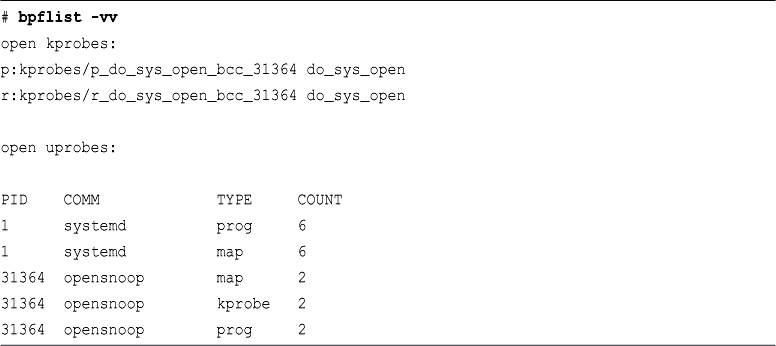 # bpflist -vv
open kprobes:
p:kprobes/p_do_sys_open_bcc_31364 do_sys_open
r:kprobes/r_do_sys_open_bcc_31364 do_sys_open
open uprobes:
PID COMM TYPE COUNT
1 systemd prog 6
1 systemd map 6
31364 opensnoop map 2
31364 opensnoop kprobe 2
31364 opensnoop prog 2